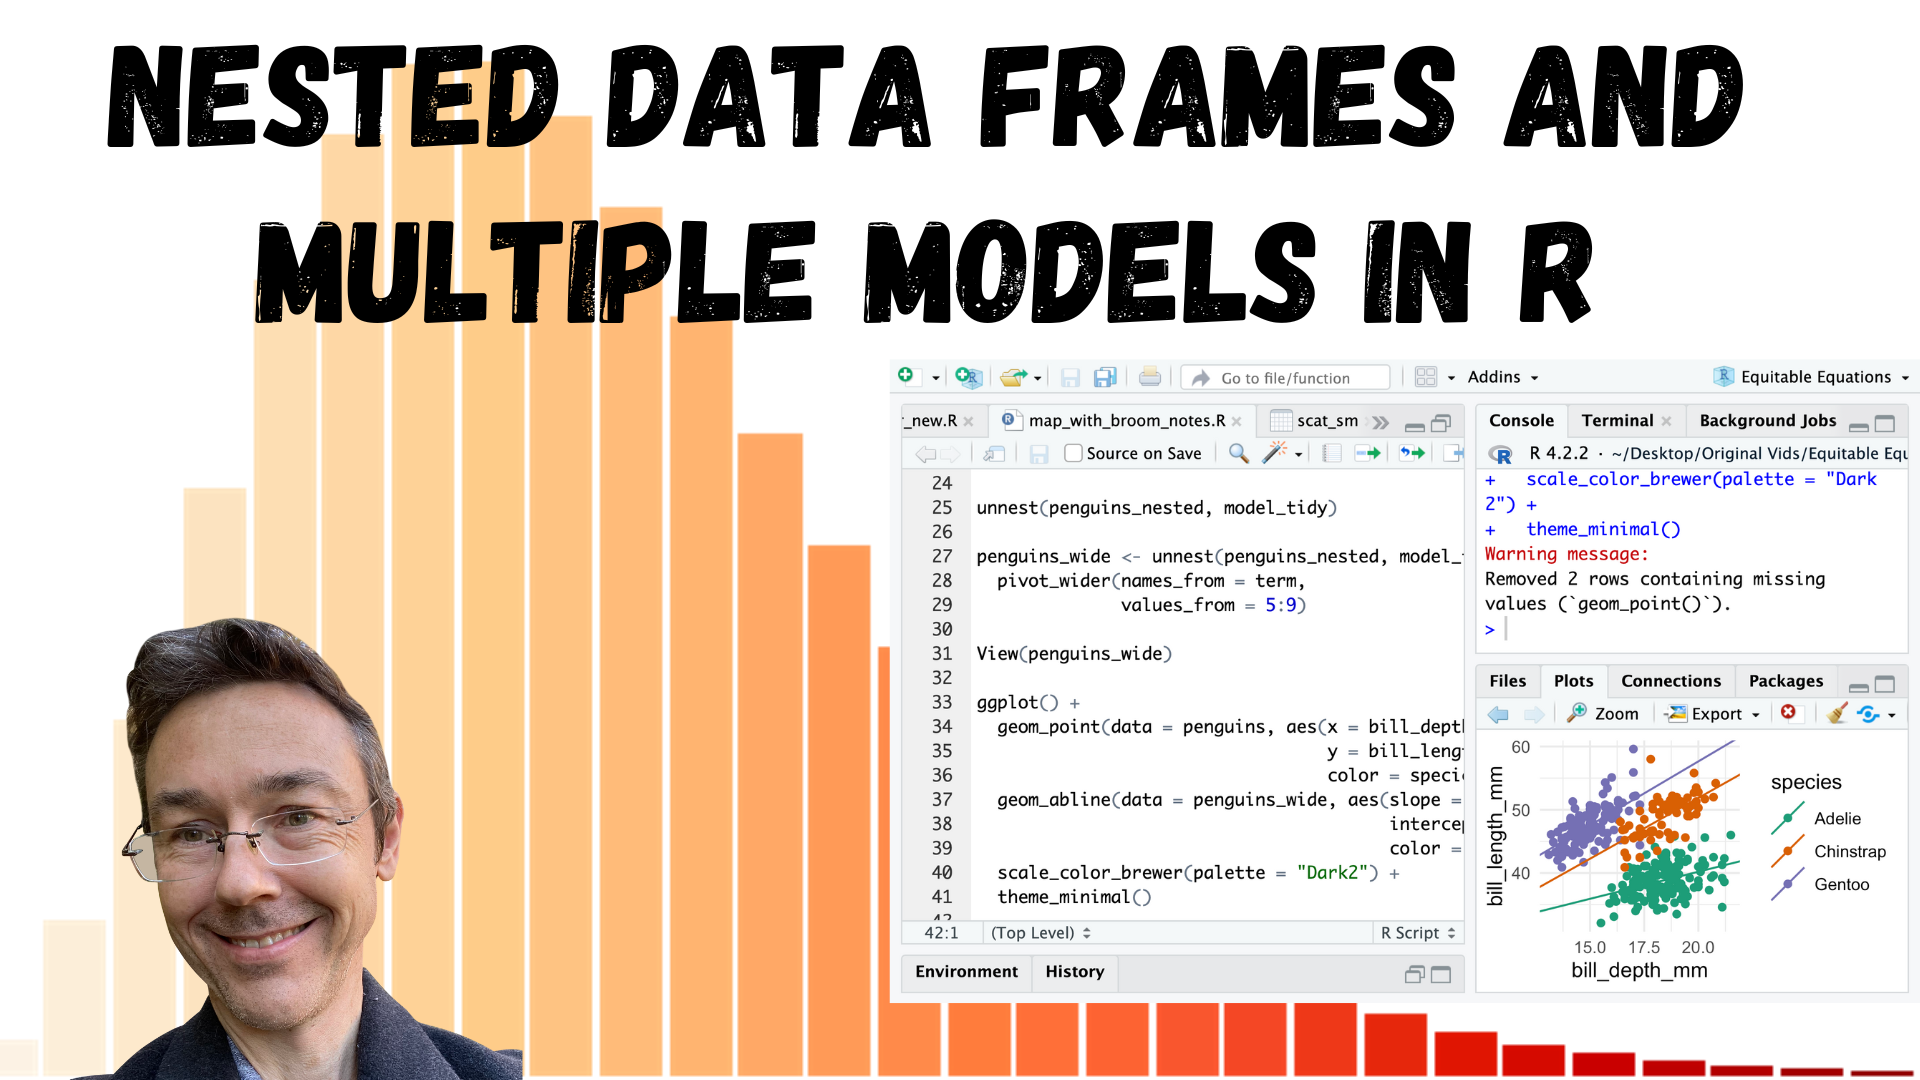 NESTED DATA FRAMES AND
MULTIPLE MODELS IN R
Go to file/function
Addins
Equitable Equations
_new.R
map_with_broom_notes.R
scat_sm
Source on Save
24
25 unnest(penguins_nested, model_tidy)
26
27 penguins_wide <- unnest(penguins_nested, model_
28 pivot_wider(names_from = term,
29 values_from = 5:9)
30
31 View(penguins_wide)
32
33 ggplot() +
34 geom_point(data = penguins, aes(x = bill_dept
35 y = bill_leng
36 color = speci
37 geom_abline(data = penguins_wide, aes(slope =
38 interce
39 color =
40 scale_color_brewer(palette = "Dark2") +
41 theme_minimal()
42:1 (Top Level) R Script
Environment History
Console Terminal Background Jobs
R 4.2.2 · ~/Desktop/Original Vids/Equitable Equ
+ scale_color_brewer(palette = "Dark
2") +
+ theme_minimal()
Warning message:
Removed 2 rows containing missing
values (`geom_point()`).
>
Files Plots Connections Packages
Zoom Export
60
50
40
bill_length_mm
15.0 17.5 20.0
bill_depth_mm
species
Adelie
Chinstrap
Gentoo